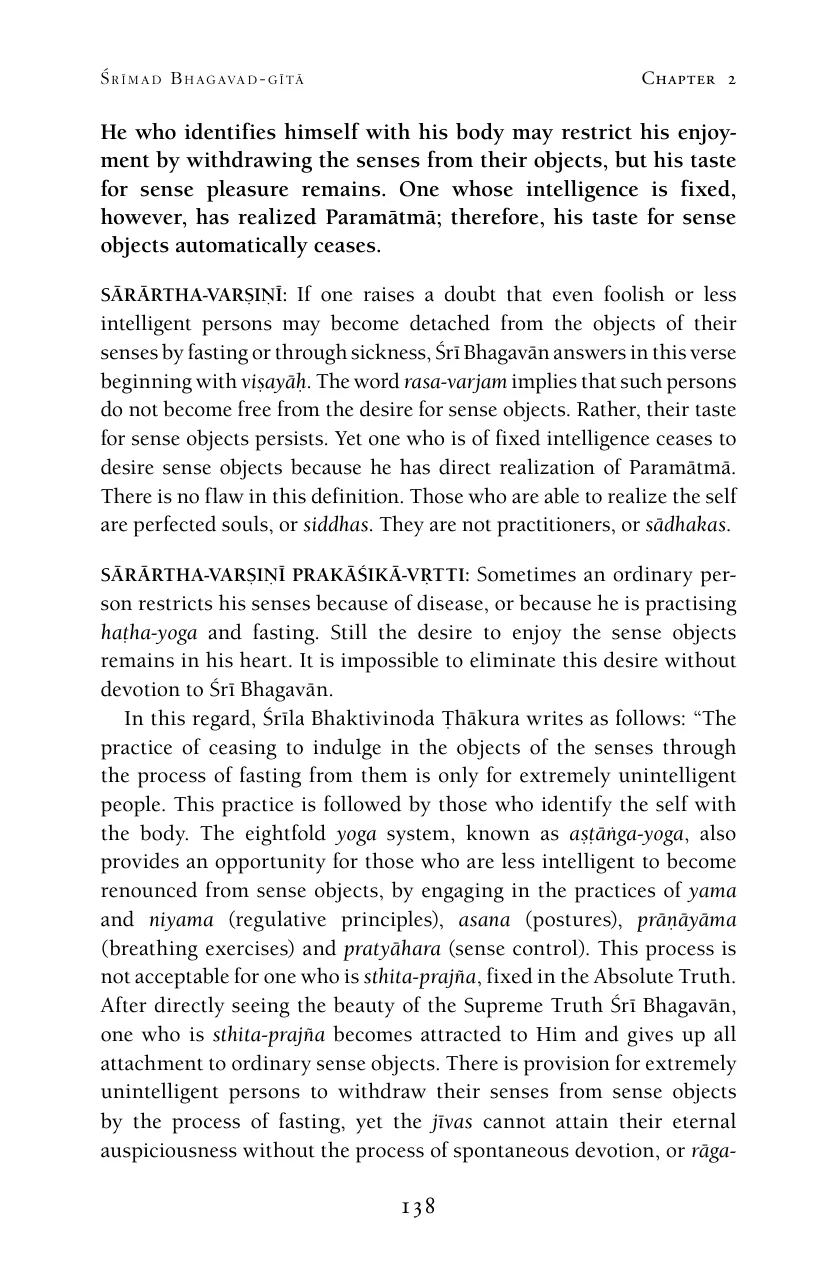 Śrīmad Bhagavad-gītā Chapter 2
He who identifies himself with his body may restrict his enjoy-
ment by withdrawing the senses from their objects, but his taste
for sense pleasure remains. One whose intelligence is fixed,
however, has realized Paramātmā; therefore, his taste for sense
objects automatically ceases.
SĀRĀRTHA-VARṢIṆĪ: If one raises a doubt that even foolish or less
intelligent persons may become detached from the objects of their
senses by fasting or through sickness, Śrī Bhagavān answers in this verse
beginning with viṣayāḥ. The word rasa-varjam implies that such persons
do not become free from the desire for sense objects. Rather, their taste
for sense objects persists. Yet one who is of fixed intelligence ceases to
desire sense objects because he has direct realization of Paramātmā.
There is no flaw in this definition. Those who are able to realize the self
are perfected souls, or siddhas. They are not practitioners, or sādhakas.
SĀRĀRTHA-VARṢIṆĪ PRAKĀŚIKĀ-VṚTTI: Sometimes an ordinary per-
son restricts his senses because of disease, or because he is practising
haṭha-yoga and fasting. Still the desire to enjoy the sense objects
remains in his heart. It is impossible to eliminate this desire without
devotion to Śrī Bhagavān.
In this regard, Śrīla Bhaktivinoda Ṭhākura writes as follows: “The
practice of ceasing to indulge in the objects of the senses through
the process of fasting from them is only for extremely unintelligent
people. This practice is followed by those who identify the self with
the body. The eightfold yoga system, known as aṣṭāṅga-yoga, also
provides an opportunity for those who are less intelligent to become
renounced from sense objects, by engaging in the practices of yama
and niyama (regulative principles), asana (postures), prāṇāyāma
(breathing exercises) and pratyāhara (sense control). This process is
not acceptable for one who is sthita-prajña, fixed in the Absolute Truth.
After directly seeing the beauty of the Supreme Truth Śrī Bhagavān,
one who is sthita-prajña becomes attracted to Him and gives up all
attachment to ordinary sense objects. There is provision for extremely
unintelligent persons to withdraw their senses from sense objects
by the process of fasting, yet the jīvas cannot attain their eternal
auspiciousness without the process of spontaneous devotion, or rāga-
138